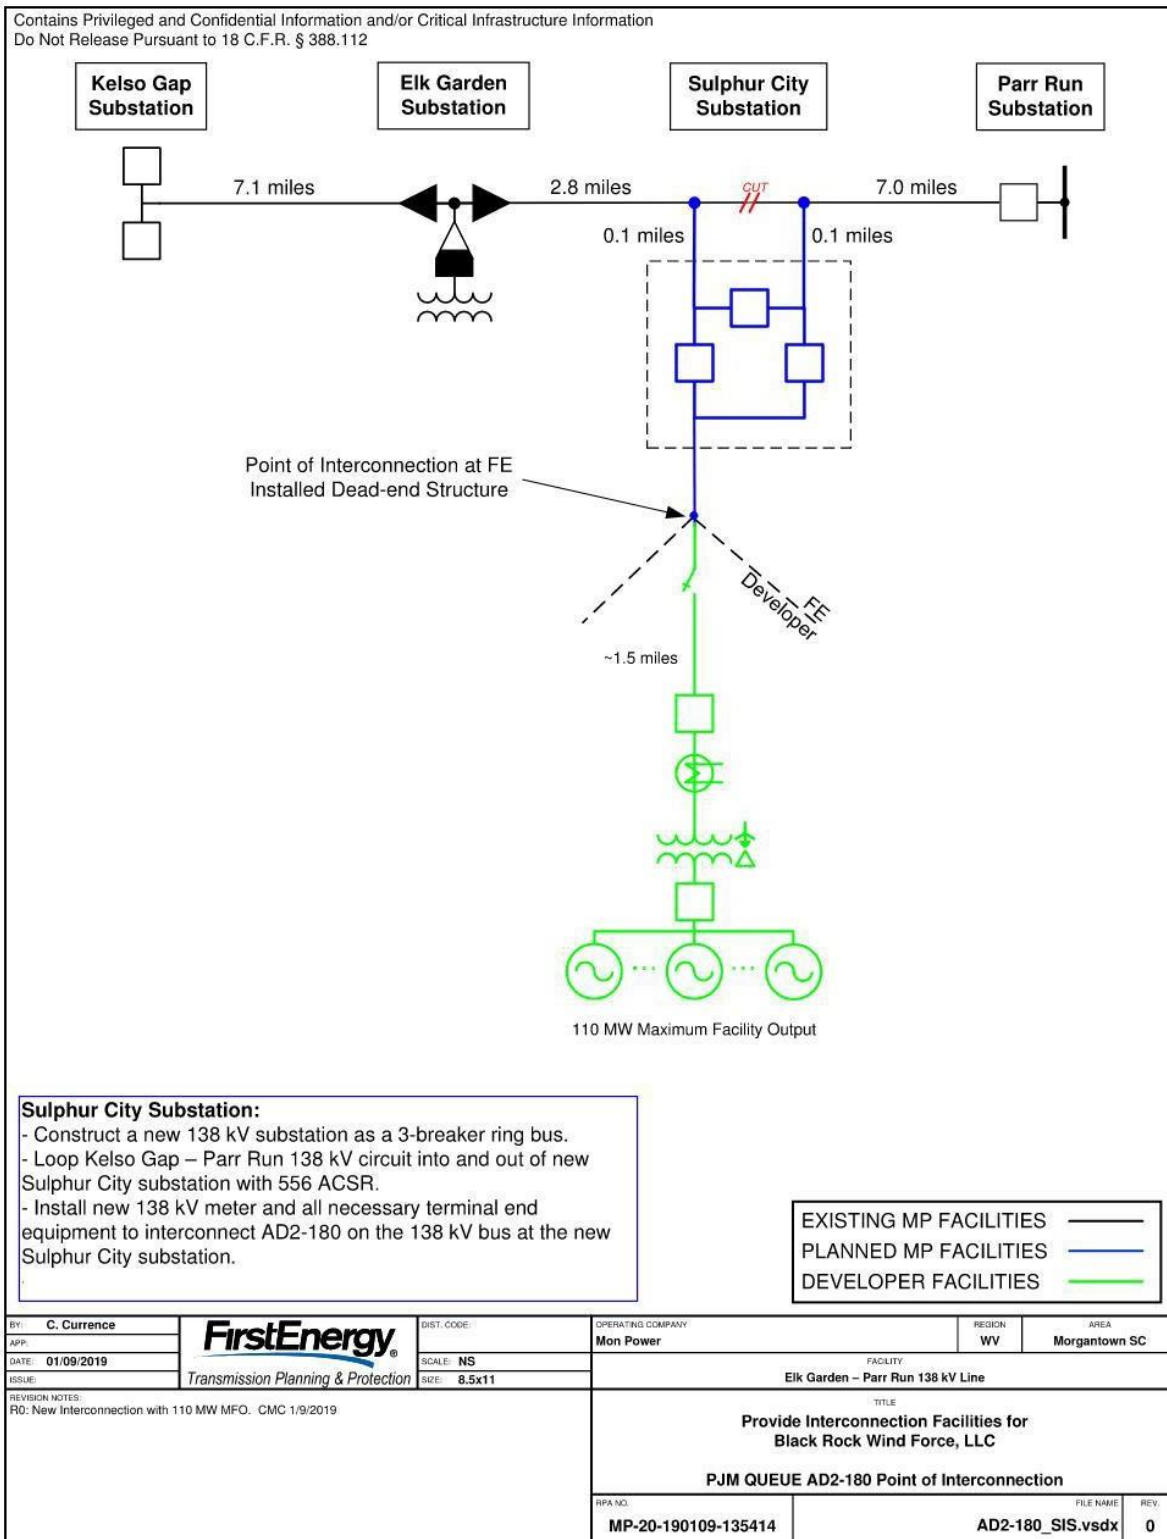 Contains Privileged and Confidential Information and/or Critical Infrastructure Information
Do Not Release Pursuant to 18 C.F.R. § 388.112
Kelso Gap
Substation
Elk Garden
Substation
Sulphur City
Substation
Parr Run
Substation
7.1 miles
2.8 miles
CUT
7.0 miles
0.1 miles
0.1 miles
Point of Interconnection at FE
Installed Dead-end Structure
FE
Developer
~1.5 miles
110 MW Maximum Facility Output
Sulphur City Substation:
- Construct a new 138 kV substation as a 3-breaker ring bus.
- Loop Kelso Gap – Parr Run 138 kV circuit into and out of new
Sulphur City substation with 556 ACSR.
- Install new 138 kV meter and all necessary terminal end
equipment to interconnect AD2-180 on the 138 kV bus at the new
Sulphur City substation.
EXISTING MP FACILITIES
PLANNED MP FACILITIES
DEVELOPER FACILITIES
BY: C. Currence
APP:
DATE: 01/09/2019
ISSUE:
FirstEnergy®
Transmission Planning & Protection
DIST. CODE:
SCALE: NS
SIZE: 8.5x11
OPERATING COMPANY
Mon Power
REGION
WV
AREA
Morgantown SC
FACILITY
Elk Garden – Parr Run 138 kV Line
REVISION NOTES:
R0: New Interconnection with 110 MW MFO. CMC 1/9/2019
TITLE
Provide Interconnection Facilities for
Black Rock Wind Force, LLC
PJM QUEUE AD2-180 Point of Interconnection
RPA NO.
MP-20-190109-135414
FILE NAME
AD2-180_SIS.vsdx
REV.
0